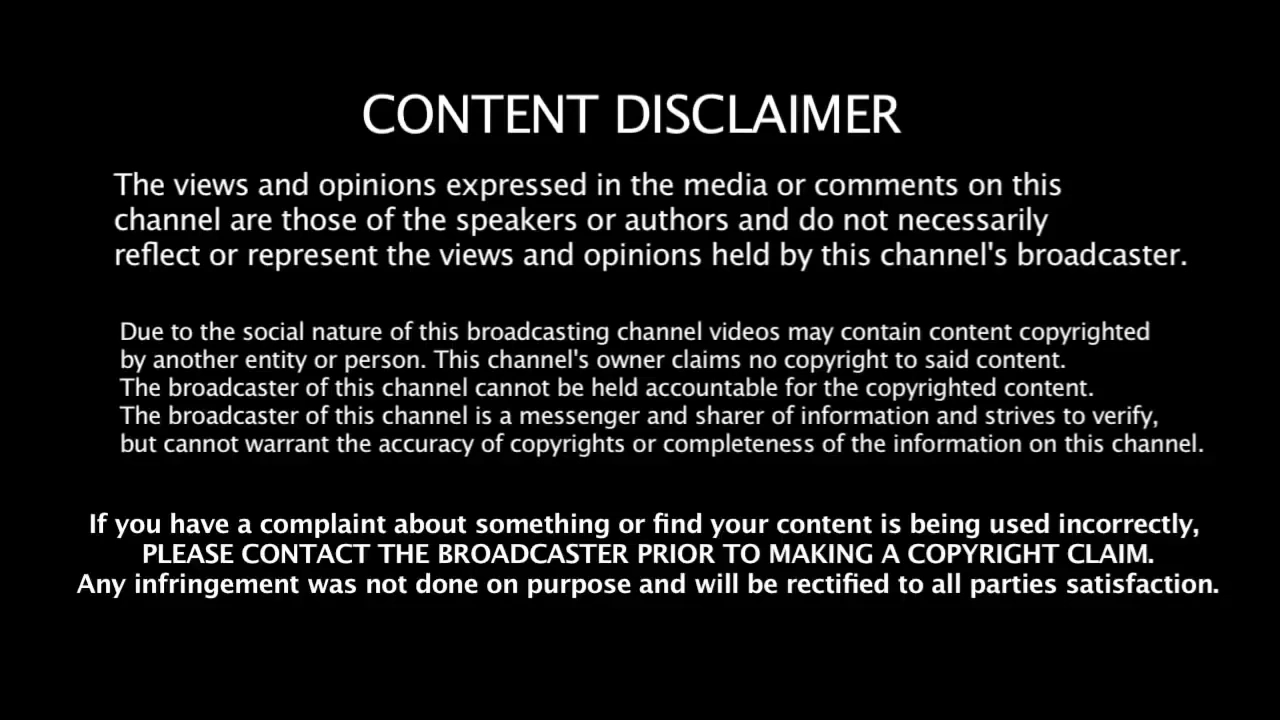 CONTENT DISCLAIMER
The views and opinions expressed in the media or comments on this
channel are those of the speakers or authors and do not necessarily
reflect or represent the views and opinions held by this channel's broadcaster.
Due to the social nature of this broadcasting channel videos may contain content copyrighted
by another entity or person. This channel's owner claims no copyright to said content.
The broadcaster of this channel cannot be held accountable for the copyrighted content.
The broadcaster of this channel is a messenger and sharer of information and strives to verify,
but cannot warrant the accuracy of copyrights or completeness of the information on this channel.
If you have a complaint about something or find your content is being used incorrectly,
PLEASE CONTACT THE BROADCASTER PRIOR TO MAKING A COPYRIGHT CLAIM.
Any infringement was not done on purpose and will be rectified to all parties satisfaction.